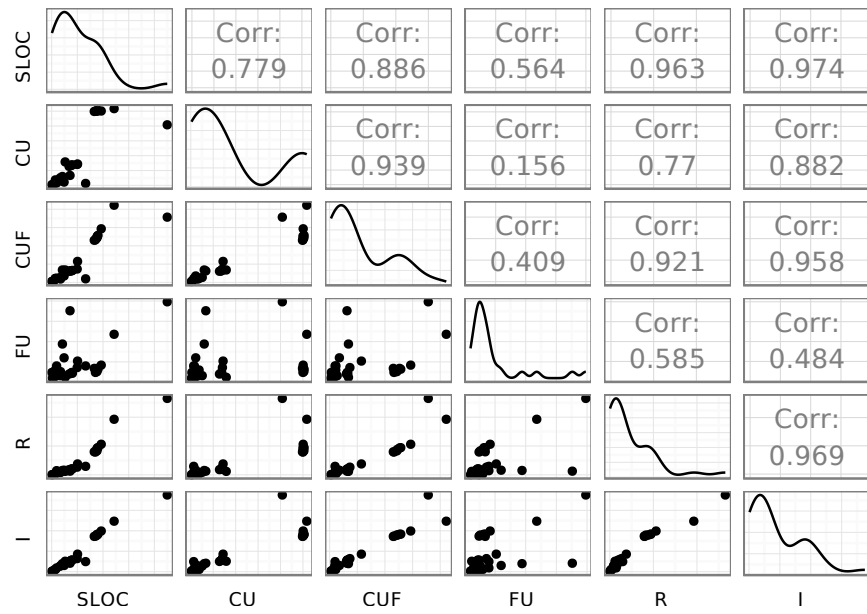 SLOC
Corr:
0.779
Corr:
0.886
Corr:
0.564
Corr:
0.963
Corr:
0.974
CU
Corr:
0.939
Corr:
0.156
Corr:
0.77
Corr:
0.882
CUF
Corr:
0.409
Corr:
0.921
Corr:
0.958
FU
Corr:
0.585
Corr:
0.484
R
Corr:
0.969
I
SLOC CU CUF FU R I